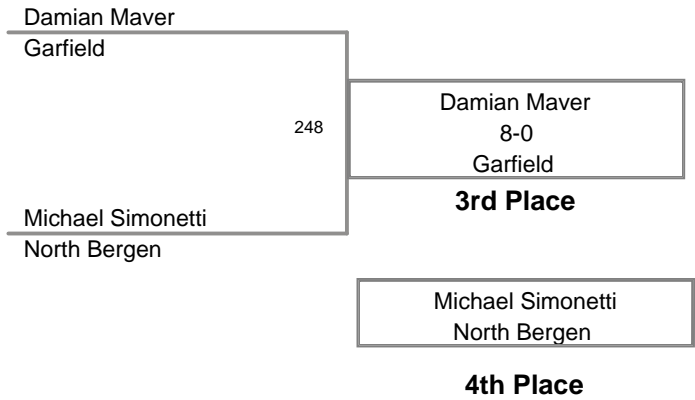 Damian Maver
Garfield
248
Damian Maver
8-0
Garfield
3rd Place
Michael Simonetti
North Bergen
Michael Simonetti
North Bergen
4th Place